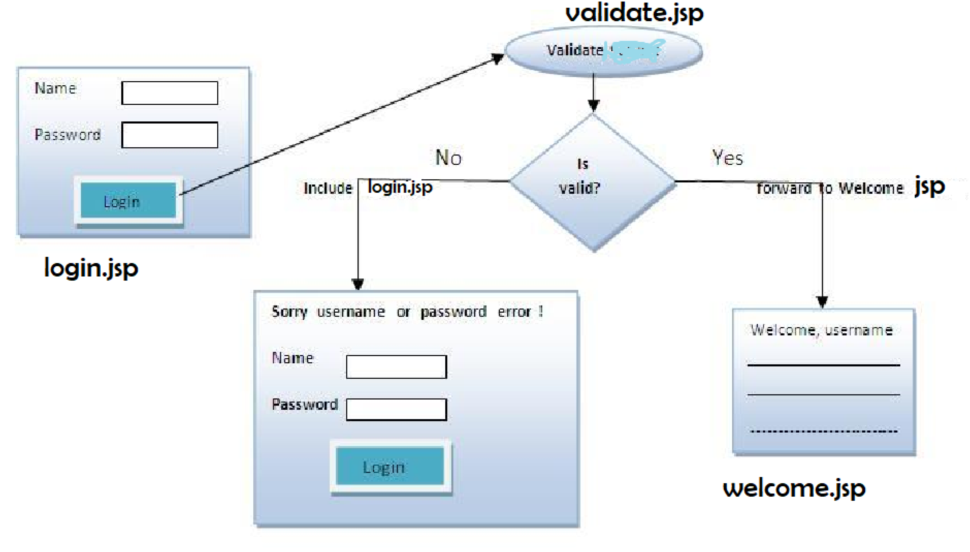 validate.jsp
Validate
Name
Password
Login
login.jsp
Is
valid?
No
Include login.jsp
Yes
forward to Welcome jsp
Sorry username or password error !
Name
Password
Login
Welcome, username
welcome.jsp